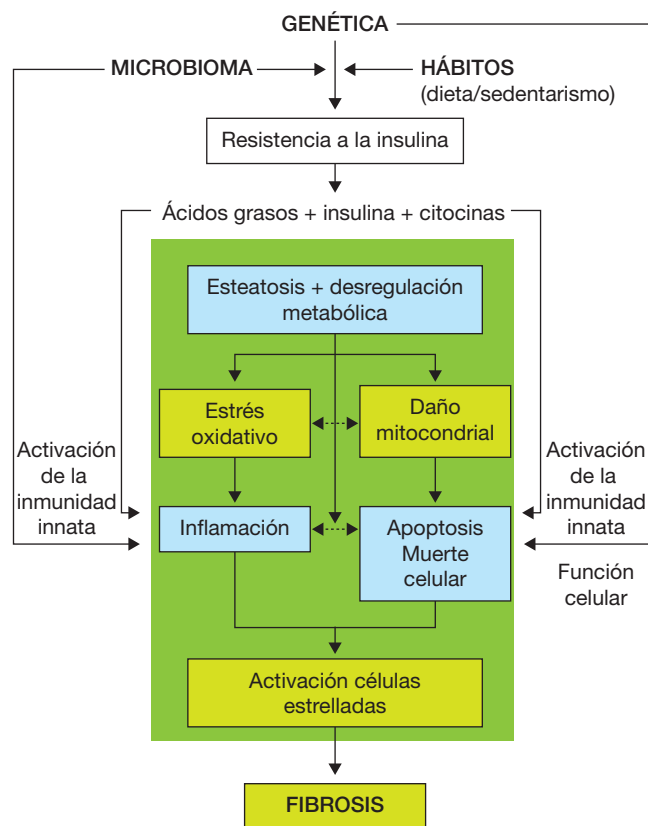 GENÉTICA
MICROBIOMA
HÁBITOS
(dieta/sedentarismo)
Resistencia a la insulina
Ácidos grasos + insulina + citocinas
Esteatosis + desregulación
metabólica
Estrés
oxidativo
Daño
mitocondrial
Activación
de la
inmunidad
innata
Inflamación
Apoptosis
Muerte
celular
Activación
de la
inmunidad
innata
Función
celular
Activación células
estrelladas
FIBROSIS